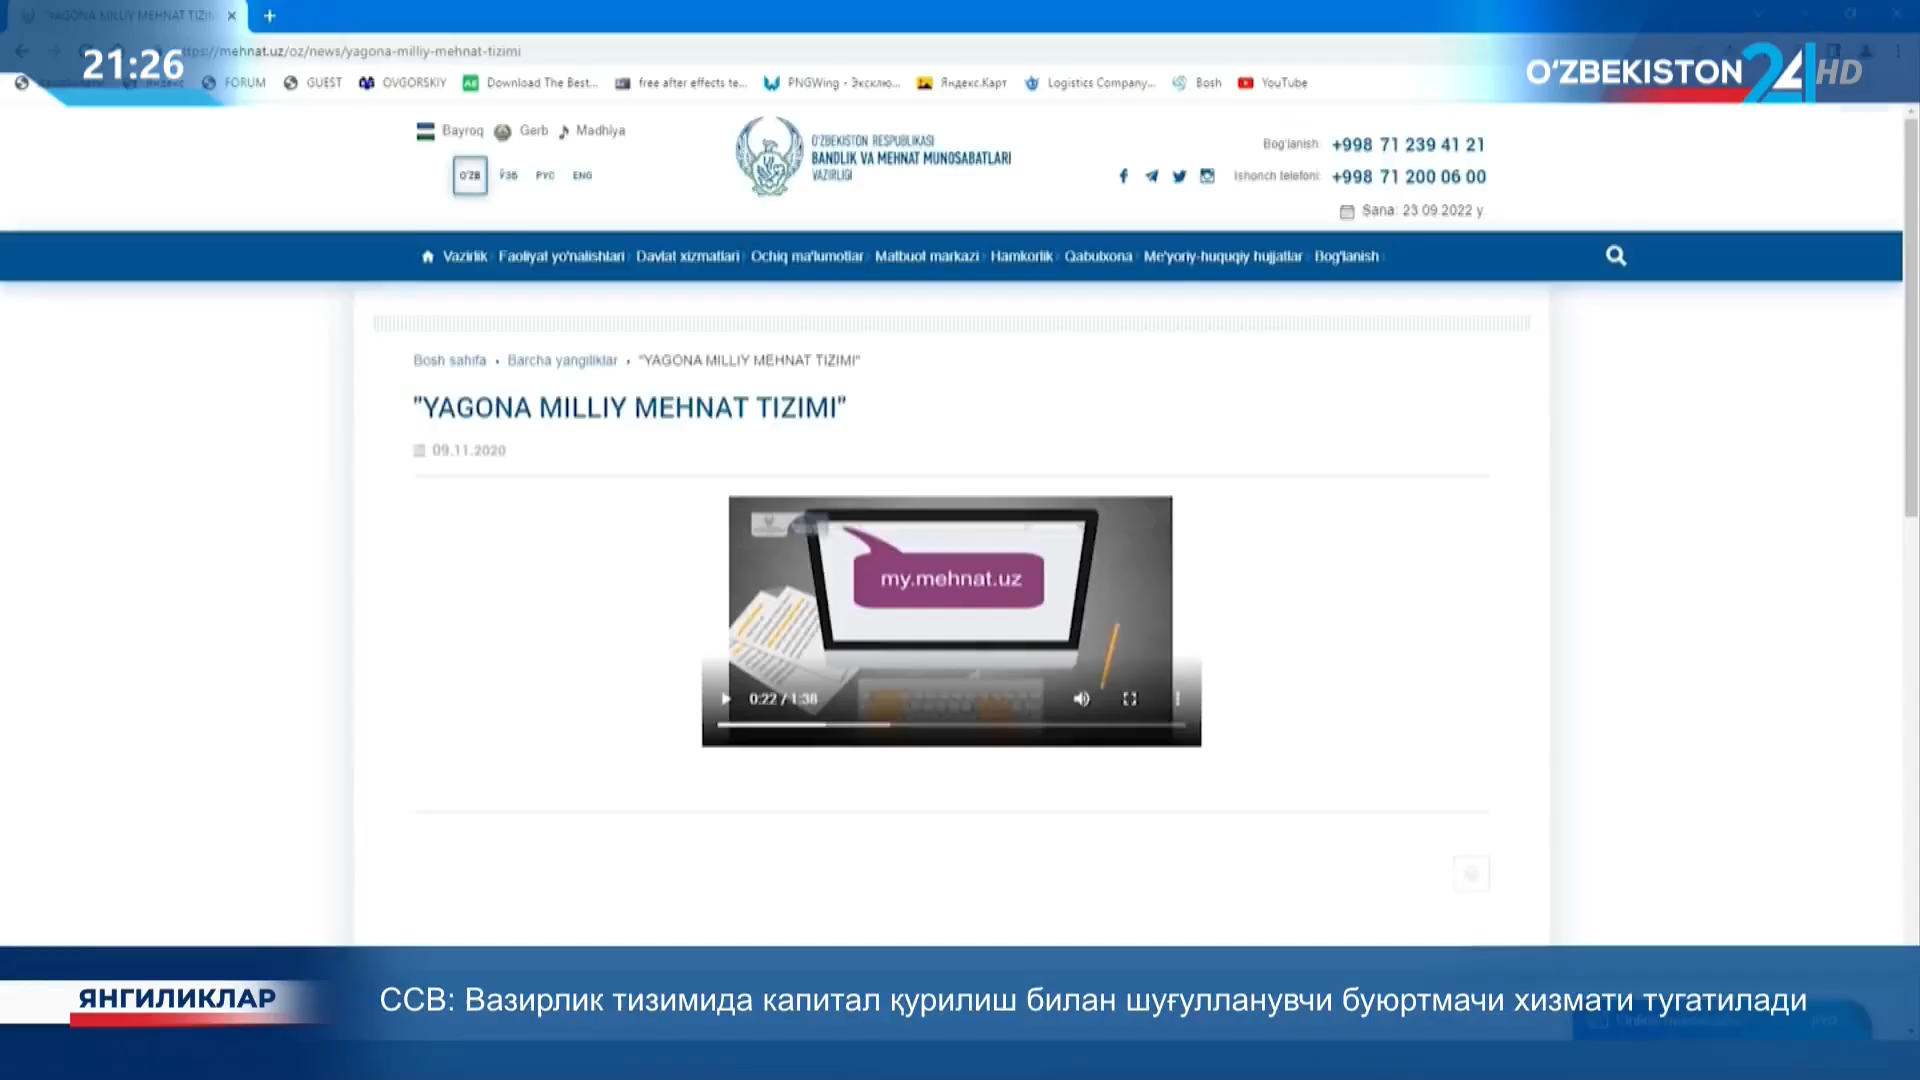 "YAGONA MILLIY MEHNAT TIZI
https://mehnat.uz/oz/news/yagona-milliy-mehnat-tizimi
21:26
O'ZBEKISTON 24 HD
FORUM GUEST OVGORSKIY Download The Best... free after effects te... PNGWing - Эксклю... Яндекс.Карт Logistics Company... Bosh YouTube
Bayroq Gerb Madhiya
O'ZB ЎЗБ РУС ENG
O'ZBEKISTON RESPUBLIKASI
BANDLIK VA MEHNAT MUNOSABATLARI
VAZIRLIGI
Bog'lanish: +998 71 239 41 21
Ishonch telefoni: +998 71 200 06 00
Sana: 23.09.2022 y.
Vazirlik Faoliyat yo'nalishlari Davlat xizmatlari Ochiq ma'lumotlar Matbuot markazi Hamkorlik Qabulxona Me'yoriy-huquqiy hujjatlar Bog'lanish
Bosh sahifa • Barcha yangiliklar • "YAGONA MILLIY MEHNAT TIZIMI"
"YAGONA MILLIY MEHNAT TIZIMI"
09.11.2020
my.mehnat.uz
0:22 / 1:38
ЯНГИЛИКЛАР
ССВ: Вазирлик тизимида капитал қурилиш билан шуғулланувчи буюртмачи хизмати тугатилади